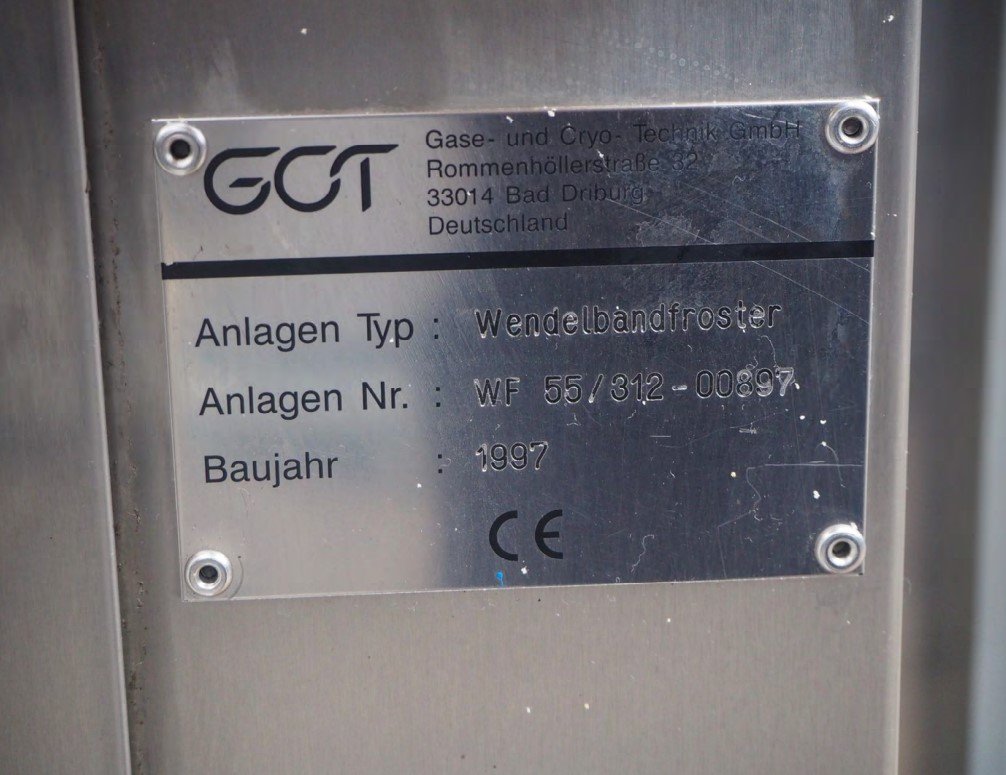 GCT
Gase- und Cryo- Technik GmbH
Rommenhöllerstraße 32
33014 Bad Driburg
Deutschland
Anlagen Typ : Wendelbandfroster
Anlagen Nr. : WF 55/312-00897
Baujahr : 1997
CE